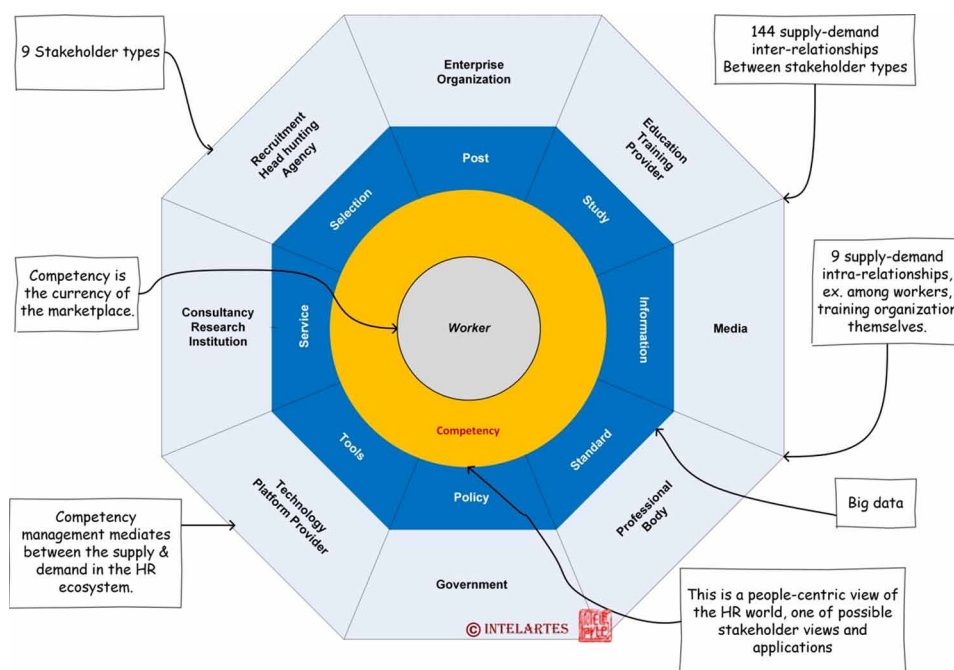 9 Stakeholder types
144 supply-demand
inter-relationships
Between stakeholder types
Enterprise
Organization
Recruitment
Head hunting
Agency
Education
Training
Provider
Post
Selection
Study
Competency is
the currency of
the marketplace.
Consultancy
Research
Institution
Service
Worker
Information
Media
9 supply-demand
intra-relationships,
ex. among workers,
training organization
themselves.
Competency
Tools
Standard
Policy
Technology
Platform Provider
Professional
Body
Big data
Competency
management mediates
between the supply &
demand in the HR
ecosystem.
Government
This is a people-centric view of
the HR world, one of possible
stakeholder views and
applications
© INTELARTES